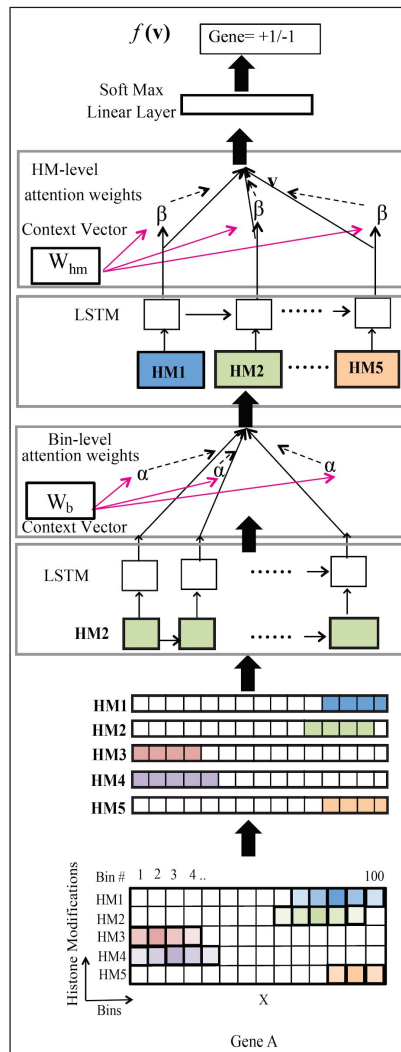 f(v)
Gene= +1/-1
Soft Max
Linear Layer
HM-level
attention weights
v
β
β
β
Context Vector
W_hm
LSTM
......
HM1
HM2
......
HM5
Bin-level
attention weights
α
α
α
W_b
Context Vector
LSTM
......
HM2
......
HM1
HM2
HM3
HM4
HM5
Bin #
1 2 3 4 ..
100
Histone Modifications
HM1
HM2
HM3
HM4
HM5
Bins
X
Gene A